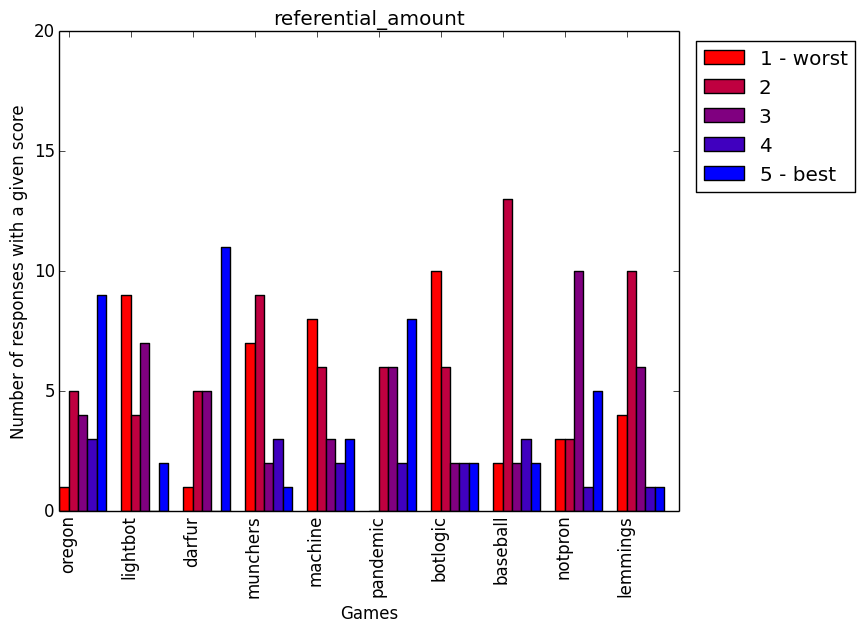 referential_amount
20
15
10
5
0
Number of responses with a given score
oregon
lightbot
darfur
munchers
machine
pandemic
botlogic
baseball
notpron
lemmings
Games
1 - worst
2
3
4
5 - best